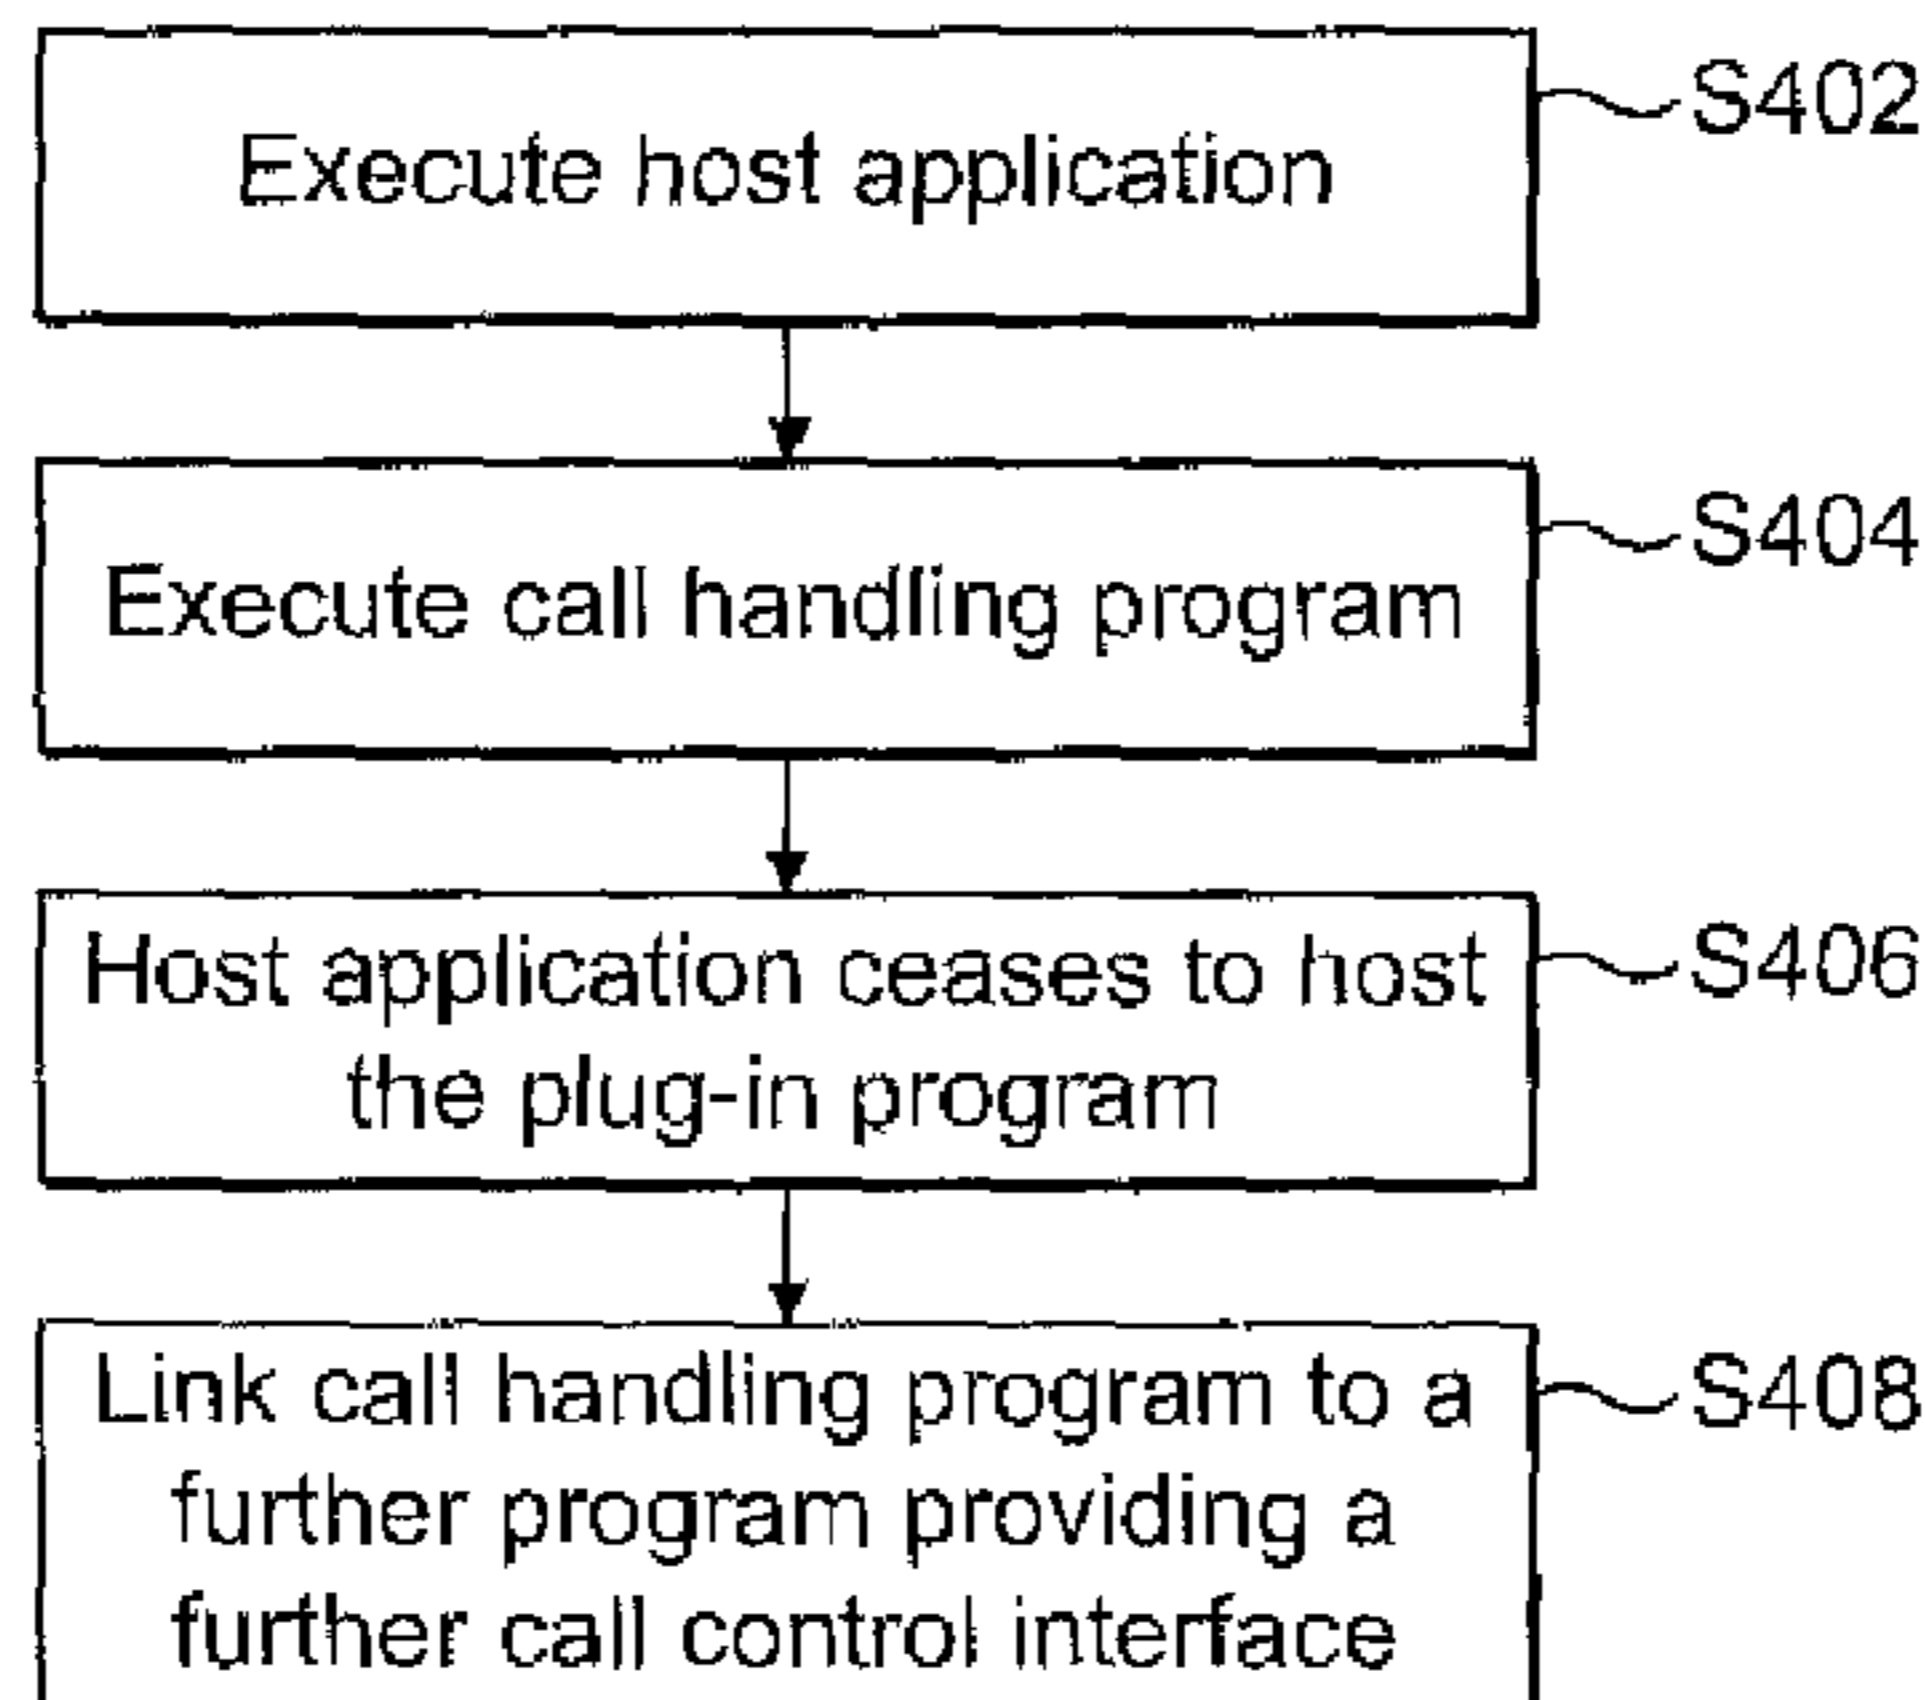 Execute host application
S402
Execute call handling program
S404
Host application ceases to host
the plug-in program
S406
Link call handling program to a
further program providing a
further call control interface
S408